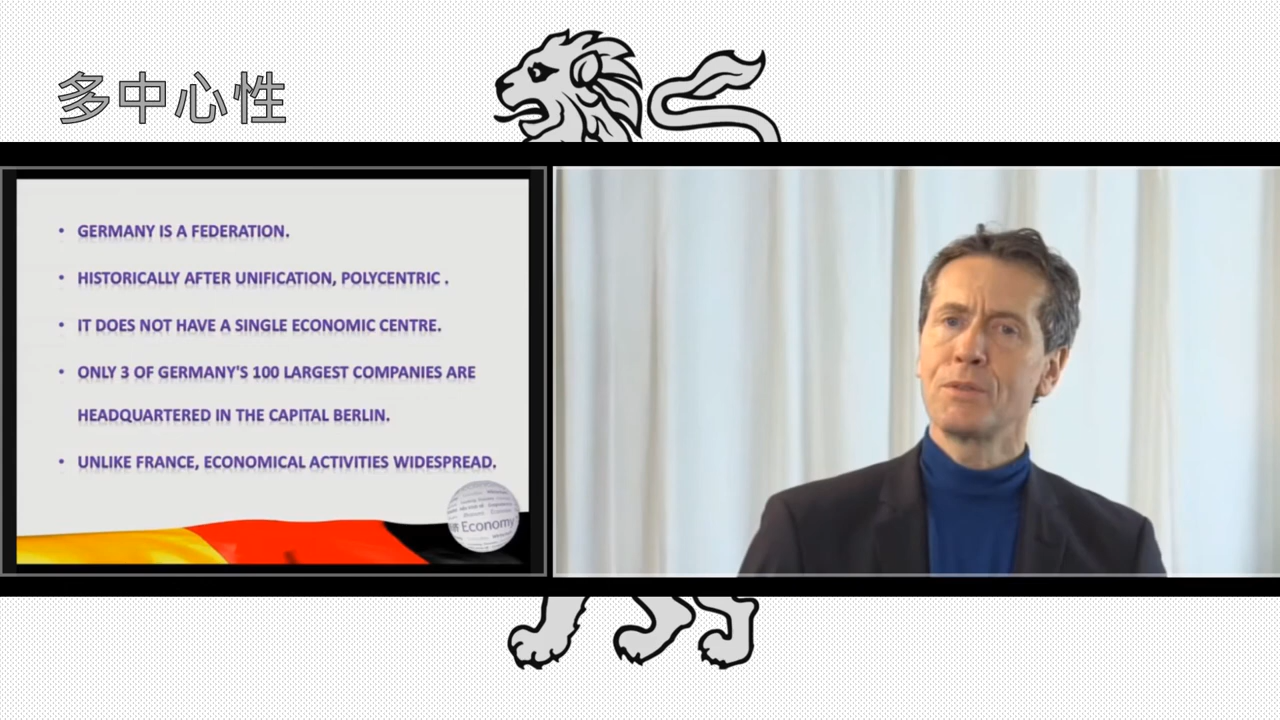 多中心性
• GERMANY IS A FEDERATION.
• HISTORICALLY AFTER UNIFICATION, POLYCENTRIC .
• IT DOES NOT HAVE A SINGLE ECONOMIC CENTRE.
• ONLY 3 OF GERMANY'S 100 LARGEST COMPANIES ARE
HEADQUARTERED IN THE CAPITAL BERLIN.
• UNLIKE FRANCE, ECONOMICAL ACTIVITIES WIDESPREAD.
Economy